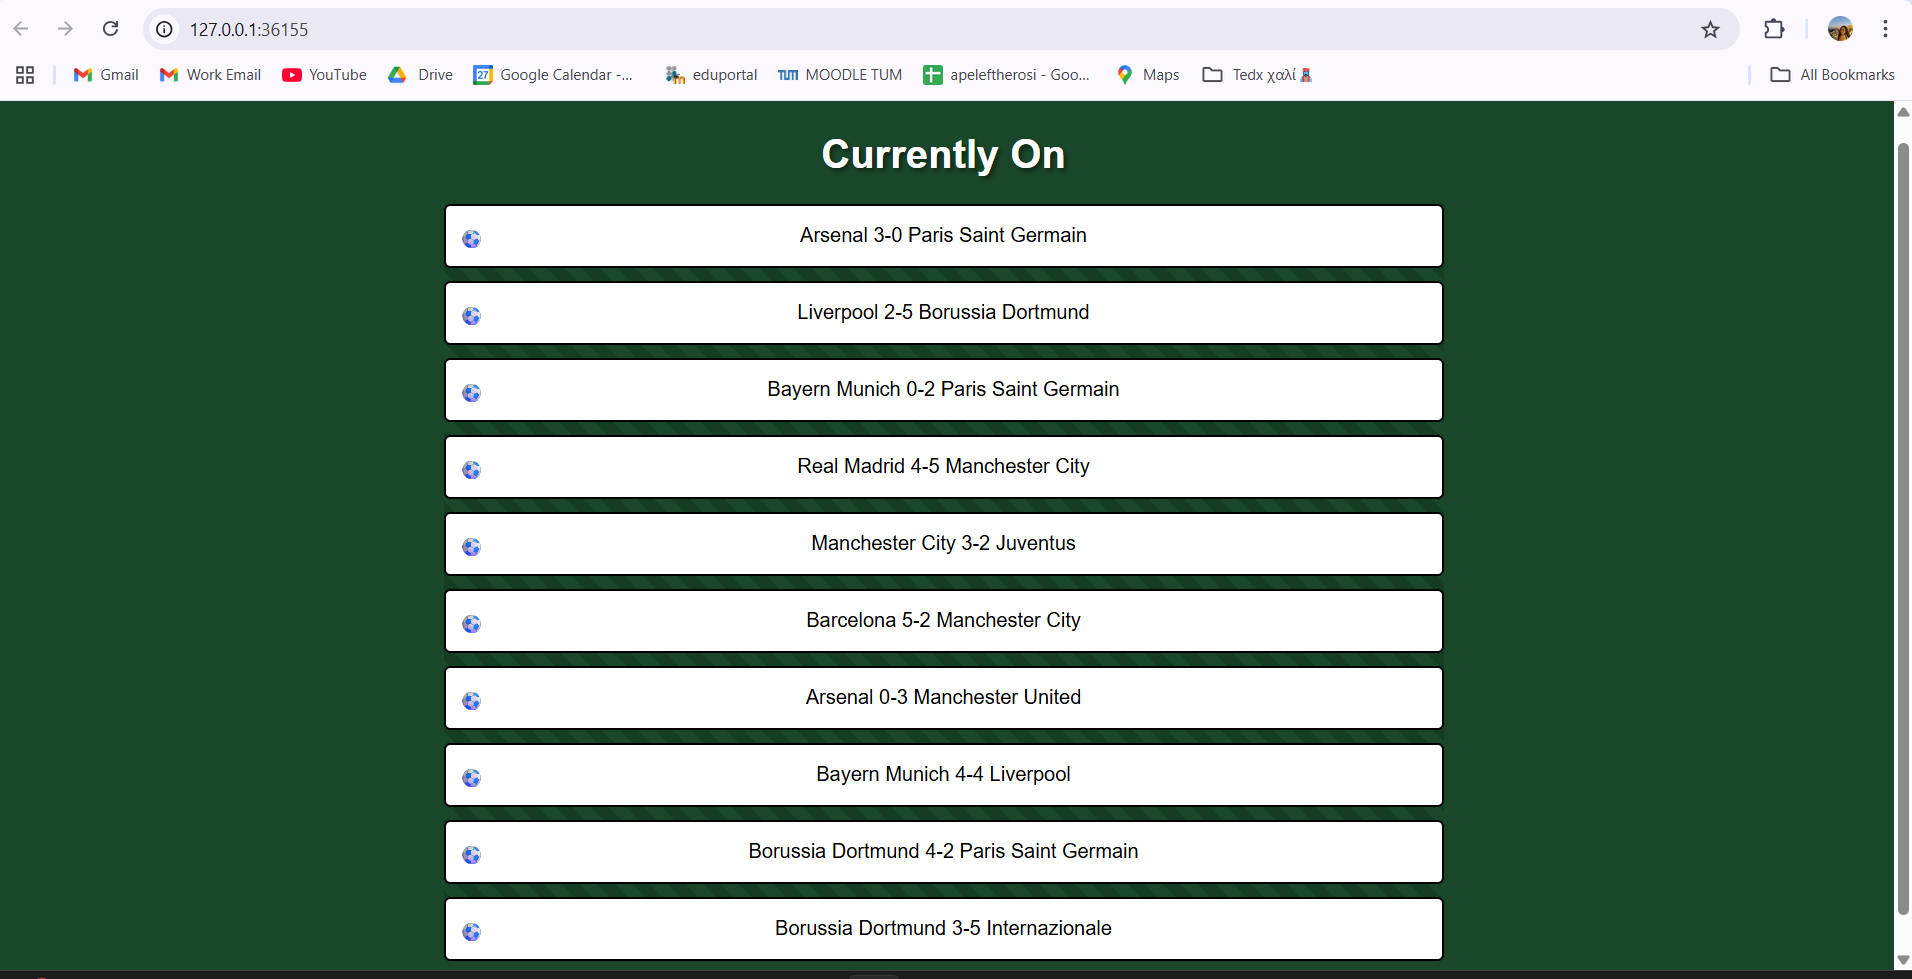 127.0.0.1:36155
Gmail Work Email YouTube Drive 27 Google Calendar -... eduportal TUM MOODLE TUM apeleftherosi - Goo... Maps Tedx χαλί All Bookmarks
Currently On
Arsenal 3-0 Paris Saint Germain
Liverpool 2-5 Borussia Dortmund
Bayern Munich 0-2 Paris Saint Germain
Real Madrid 4-5 Manchester City
Manchester City 3-2 Juventus
Barcelona 5-2 Manchester City
Arsenal 0-3 Manchester United
Bayern Munich 4-4 Liverpool
Borussia Dortmund 4-2 Paris Saint Germain
Borussia Dortmund 3-5 Internazionale